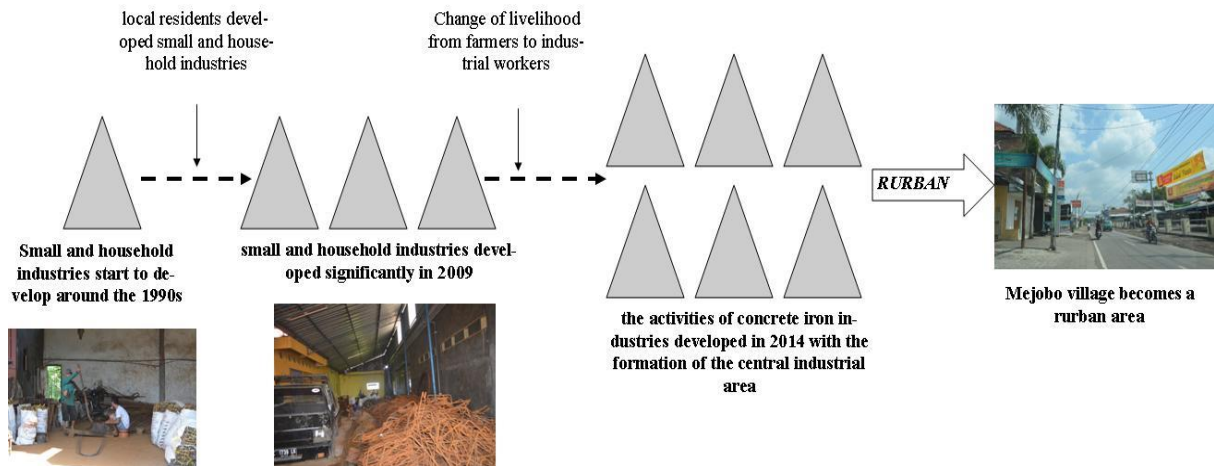 local residents devel-
oped small and house-
hold industries
Change of livelihood
from farmers to indus-
trial workers
Small and household
industries start to de-
velop around the 1990s
small and household industries devel-
oped significantly in 2009
the activities of concrete iron in-
dustries developed in 2014 with the
formation of the central industrial
area
RURBAN
Mejobo village becomes a
rurban area